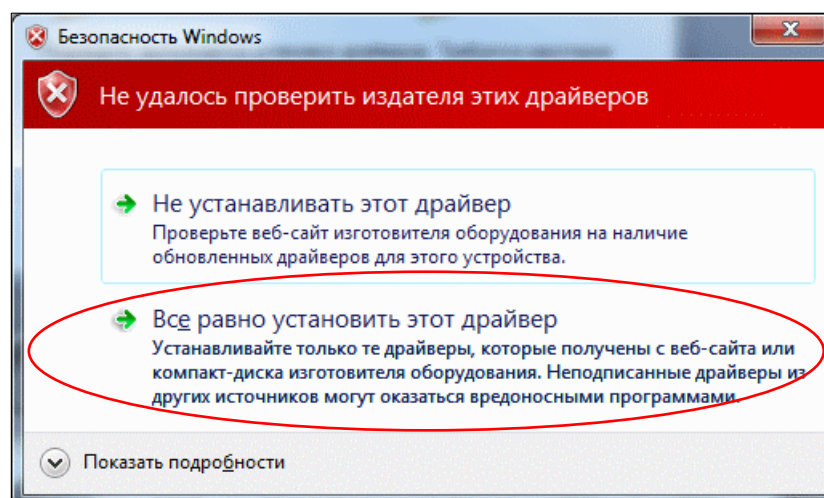 Безопасность Windows
Не удалось проверить издателя этих драйверов
Не устанавливать этот драйвер
Проверьте веб-сайт изготовителя оборудования на наличие
обновленных драйверов для этого устройства.
Все равно установить этот драйвер
Устанавливайте только те драйверы, которые получены с веб-сайта или
компакт-диска изготовителя оборудования. Неподписанные драйверы из
других источников могут оказаться вредоносными программами.
Показать подробности